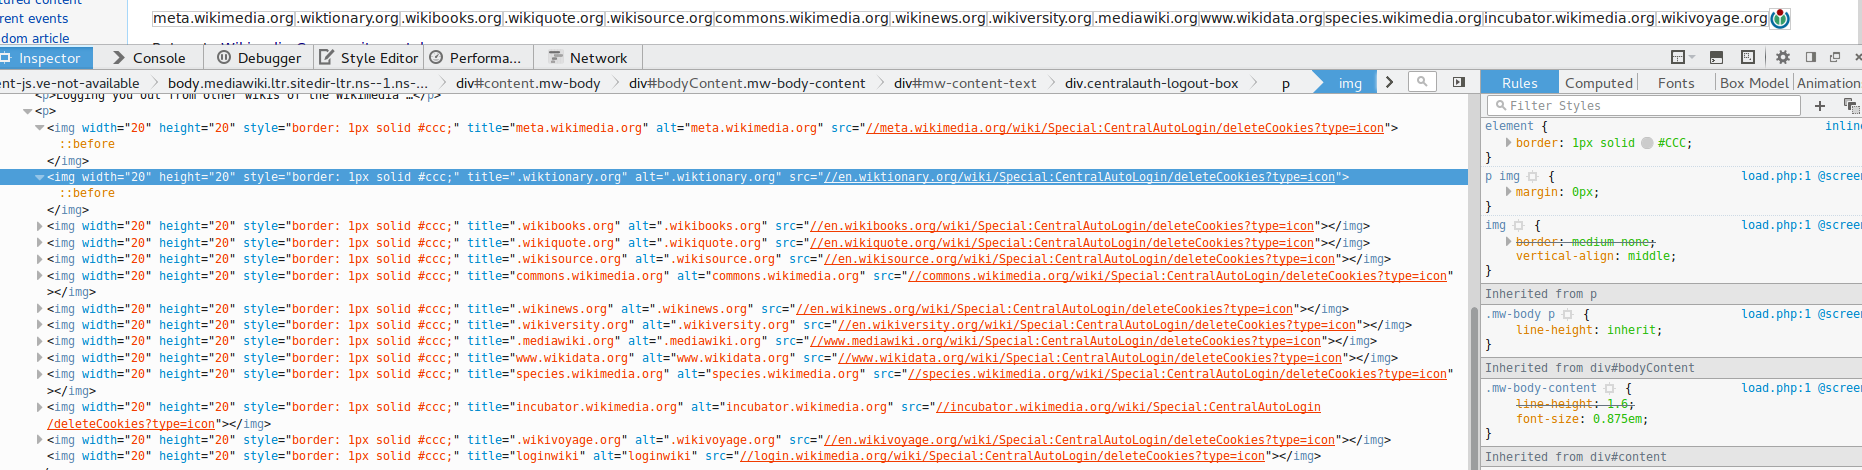 current events
meta.wikimedia.org .wiktionary.org .wikibooks.org .wikiquote.org .wikisource.org commons.wikimedia.org .wikinews.org .wikiversity.org .mediawiki.org www.wikidata.org species.wikimedia.org incubator.wikimedia.org .wikivoyage.org
dom article
Inspector Console Debugger Style Editor Performa... Network
ent-js.ve-not-available body.mediawiki.ltr.sitedir-ltr.ns--1.ns-... div#content.mw-body div#bodyContent.mw-body-content div#mw-content-text div.centralauth-logout-box p img
<p>Logging you out from other wikis of the Wikimedia …</p>
<p>
<img width="20" height="20" style="border: 1px solid #ccc;" title="meta.wikimedia.org" alt="meta.wikimedia.org" src="//meta.wikimedia.org/wiki/Special:CentralAutoLogin/deleteCookies?type=icon">
::before
</img>
<img width="20" height="20" style="border: 1px solid #ccc;" title=".wiktionary.org" alt=".wiktionary.org" src="//en.wiktionary.org/wiki/Special:CentralAutoLogin/deleteCookies?type=icon">
::before
</img>
<img width="20" height="20" style="border: 1px solid #ccc;" title=".wikibooks.org" alt=".wikibooks.org" src="//en.wikibooks.org/wiki/Special:CentralAutoLogin/deleteCookies?type=icon"></img>
<img width="20" height="20" style="border: 1px solid #ccc;" title=".wikiquote.org" alt=".wikiquote.org" src="//en.wikiquote.org/wiki/Special:CentralAutoLogin/deleteCookies?type=icon"></img>
<img width="20" height="20" style="border: 1px solid #ccc;" title=".wikisource.org" alt=".wikisource.org" src="//en.wikisource.org/wiki/Special:CentralAutoLogin/deleteCookies?type=icon"></img>
<img width="20" height="20" style="border: 1px solid #ccc;" title="commons.wikimedia.org" alt="commons.wikimedia.org" src="//commons.wikimedia.org/wiki/Special:CentralAutoLogin/deleteCookies?type=icon"
></img>
<img width="20" height="20" style="border: 1px solid #ccc;" title=".wikinews.org" alt=".wikinews.org" src="//en.wikinews.org/wiki/Special:CentralAutoLogin/deleteCookies?type=icon"></img>
<img width="20" height="20" style="border: 1px solid #ccc;" title=".wikiversity.org" alt=".wikiversity.org" src="//en.wikiversity.org/wiki/Special:CentralAutoLogin/deleteCookies?type=icon"></img>
<img width="20" height="20" style="border: 1px solid #ccc;" title=".mediawiki.org" alt=".mediawiki.org" src="//www.mediawiki.org/wiki/Special:CentralAutoLogin/deleteCookies?type=icon"></img>
<img width="20" height="20" style="border: 1px solid #ccc;" title="www.wikidata.org" alt="www.wikidata.org" src="//www.wikidata.org/wiki/Special:CentralAutoLogin/deleteCookies?type=icon"></img>
<img width="20" height="20" style="border: 1px solid #ccc;" title="species.wikimedia.org" alt="species.wikimedia.org" src="//species.wikimedia.org/wiki/Special:CentralAutoLogin/deleteCookies?type=icon"
></img>
<img width="20" height="20" style="border: 1px solid #ccc;" title="incubator.wikimedia.org" alt="incubator.wikimedia.org" src="//incubator.wikimedia.org/wiki/Special:CentralAutoLogin
/deleteCookies?type=icon"></img>
<img width="20" height="20" style="border: 1px solid #ccc;" title=".wikivoyage.org" alt=".wikivoyage.org" src="//en.wikivoyage.org/wiki/Special:CentralAutoLogin/deleteCookies?type=icon"></img>
<img width="20" height="20" style="border: 1px solid #ccc;" title="loginwiki" alt="loginwiki" src="//login.wikimedia.org/wiki/Special:CentralAutoLogin/deleteCookies?type=icon"></img>
Rules Computed Fonts Box Model Animation
Filter Styles
element { inline
border: 1px solid #CCC;
}
p img { load.php:1 @scree
margin: 0px;
}
img { load.php:1 @scree
border: medium none;
vertical-align: middle;
}
Inherited from p
.mw-body p { load.php:1 @scree
line-height: inherit;
}
Inherited from div#bodyContent
.mw-body-content { load.php:1 @scree
line-height: 1.6;
font-size: 0.875em;
}
Inherited from div#content